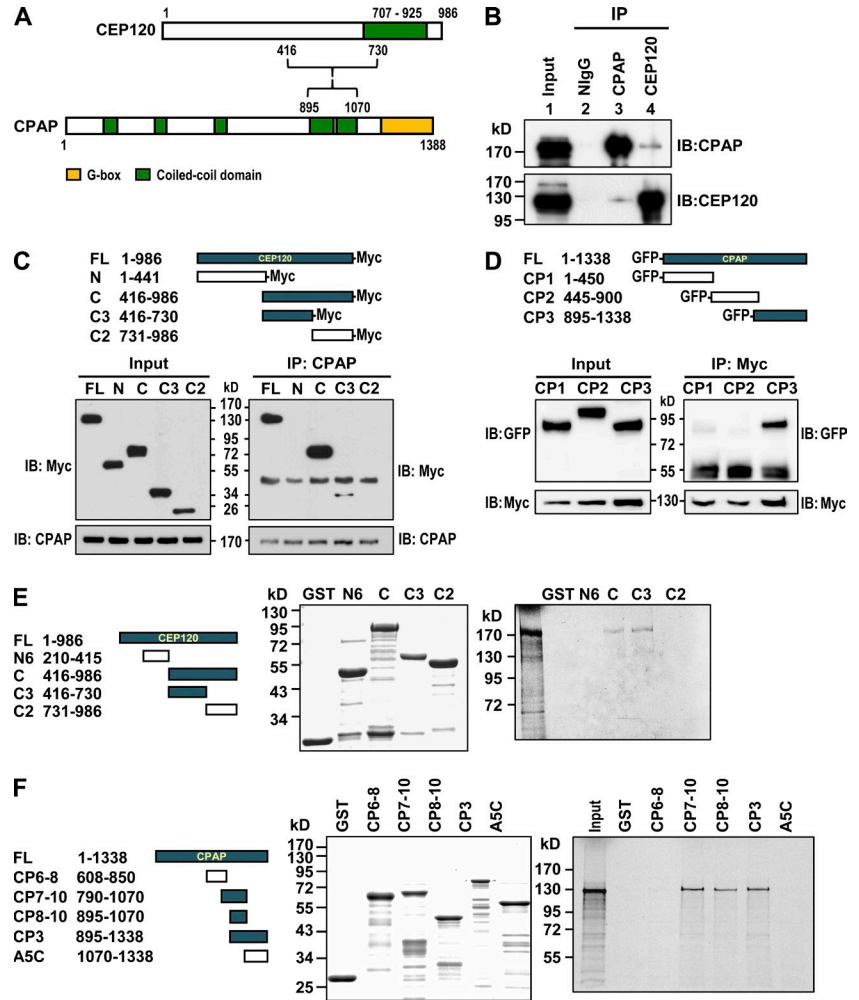 A
1
707 - 925
986
CEP120
416
730
895
1070
CPAP
1
1388
G-box
Coiled-coil domain
B
IP
Input
NIgG
CPAP
CEP120
1 2 3 4
kD
170
IB:CPAP
170
130
95
IB:CEP120
C
FL 1-986 CEP120 -Myc
N 1-441 -Myc
C 416-986 -Myc
C3 416-730 -Myc
C2 731-986 -Myc
Input
IP: CPAP
FL N C C3 C2 kD FL N C C3 C2
170
130
95
72
55
34
26
IB: Myc
IB: Myc
IB: CPAP
170
IB: CPAP
D
FL 1-1338 GFP- CPAP
CP1 1-450 GFP-
CP2 445-900 GFP-
CP3 895-1338 GFP-
Input
IP: Myc
CP1 CP2 CP3 kD CP1 CP2 CP3
IB:GFP
95
72
55
IB:GFP
IB:Myc
130
IB:Myc
E
FL 1-986 CEP120
N6 210-415
C 416-986
C3 416-730
C2 731-986
kD GST N6 C C3 C2
130
95
72
55
43
34
GST N6 C C3 C2
kD
170
130
95
72
F
FL 1-1338 CPAP
CP6-8 608-850
CP7-10 790-1070
CP8-10 895-1070
CP3 895-1338
A5C 1070-1338
kD
GST
CP6-8
CP7-10
CP8-10
CP3
A5C
170
130
95
72
55
43
34
25
kD
Input
GST
CP6-8
CP7-10
CP8-10
CP3
A5C
170
130
95
72
55